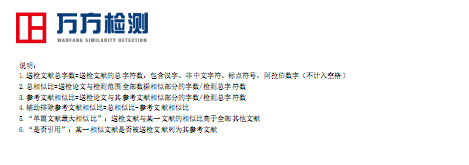 万方检测
WANFANG SIMILARITY DETECTION
说明:
1.送检文献总字数=送检文献的总字符数，包含汉字、非中文字符、标点符号、阿拉伯数字（不计入空格）
2.总相似比=送检论文与检测范围全部数据相似部分的字数/检测总字符数
3.参考文献相似比=送检论文与其参考文献相似部分的字数/检测总字符数
4.辅助排除参考文献相似比=总相似比-参考文献相似比
5.“单篇文献最大相似比”：送检文献与某一文献的相似比高于全部其他文献
6.“是否引用”：某一相似文献是否被送检文献列为其参考文献